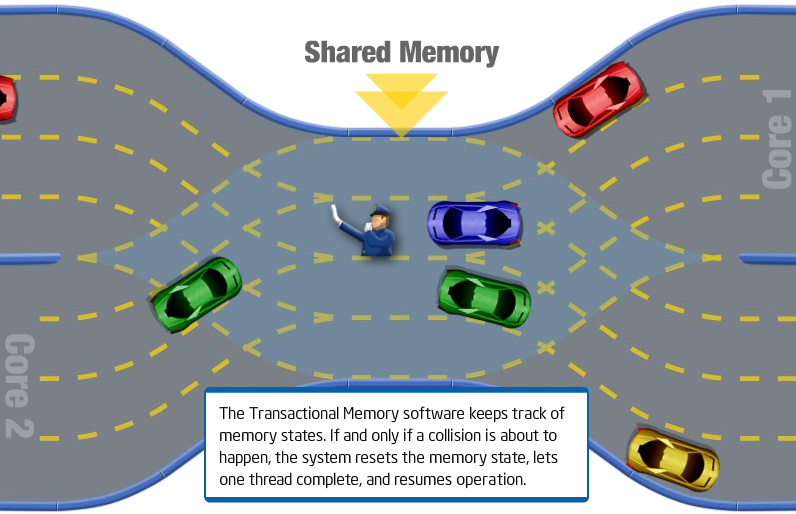 Shared Memory
Core 1
Core 2
The Transactional Memory software keeps track of
memory states. If and only if a collision is about to
happen, the system resets the memory state, lets
one thread complete, and resumes operation.